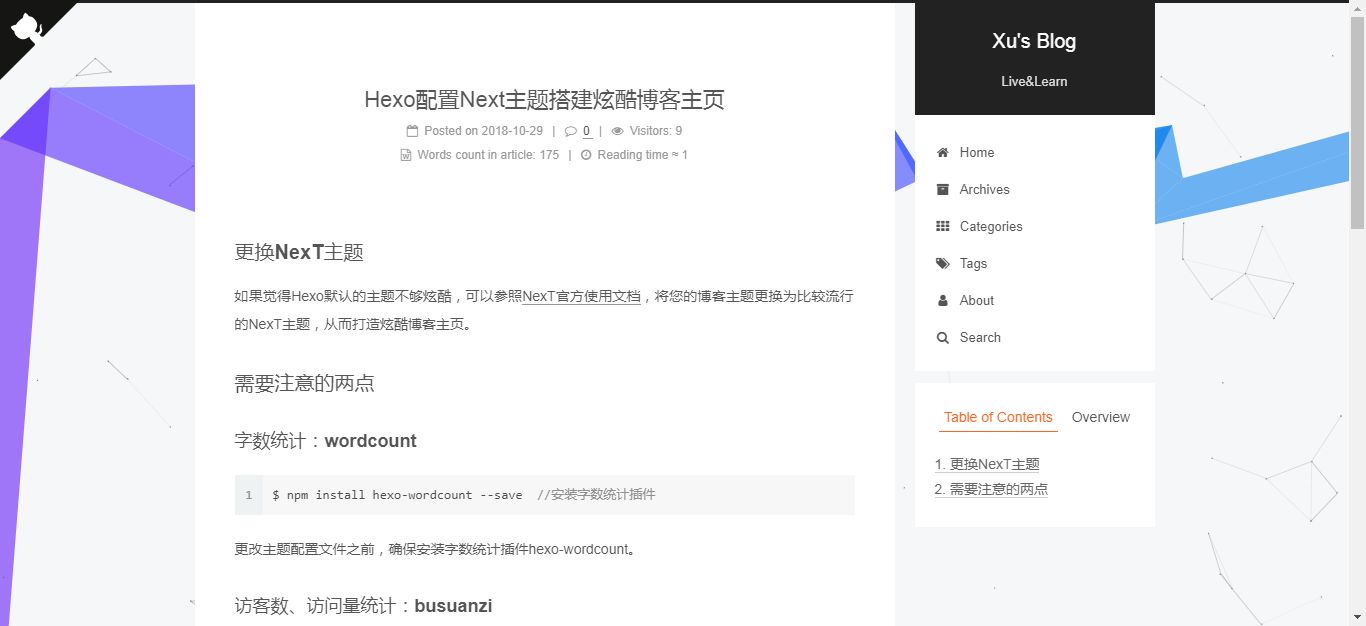 Hexo配置Next主题搭建炫酷博客主页
Posted on 2018-10-29 | 0 | Visitors: 9
Words count in article: 175 | Reading time ≈ 1
更换NexT主题
如果觉得Hexo默认的主题不够炫酷，可以参照NexT官方使用文档，将您的博客主题更换为比较流行
的NexT主题，从而打造炫酷博客主页。
需要注意的两点
字数统计：wordcount
1 $ npm install hexo-wordcount --save //安装字数统计插件
更改主题配置文件之前，确保安装字数统计插件hexo-wordcount。
访客数、访问量统计：busuanzi
Xu's Blog
Live&Learn
Home
Archives
Categories
Tags
About
Search
Table of Contents Overview
1. 更换NexT主题
2. 需要注意的两点